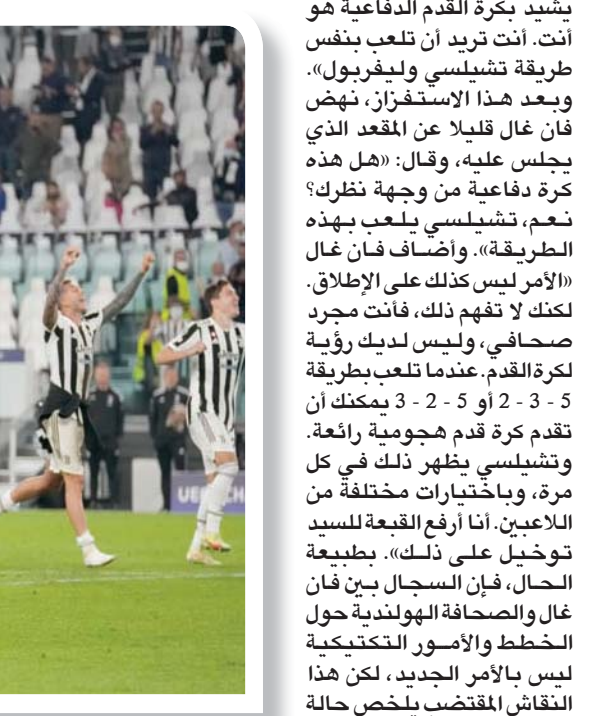 يشيد بكرة القدم الدفاعية هو
أنت. أنت تريد أن تلعب بنفس
طريقة تشيلسي وليفربول».
وبعد هذا الاستفزاز، نهض
فان غال قليلا عن المقعد الذي
يجلس عليه، وقال: «هل هذه
كرة دفاعية من وجهة نظرك؟
نعم، تشيلسي يلعب بهذه
الطريقة». وأضاف فان غال
«الأمر ليس كذلك على الإطلاق.
لكنك لا تفهم ذلك، فأنت مجرد
صحافي، وليس لديك رؤية
لكرة القدم. عندما تلعب بطريقة
5 - 3 - 2 أو 5 - 2 - 3 يمكنك أن
تقدم كرة قدم هجومية رائعة.
وتشيلسي يظهر ذلك في كل
مرة، وباختيارات مختلفة من
اللاعبين. أنا أرفع القبعة للسيد
توخيل على ذلك». بطبيعة
الحال، فإن السجال بين فان
غال والصحافة الهولندية حول
الخطط والأمور التكتيكية
ليس بالأمر الجديد، لكن هذا
النقاش المقتضب يلخص حالة